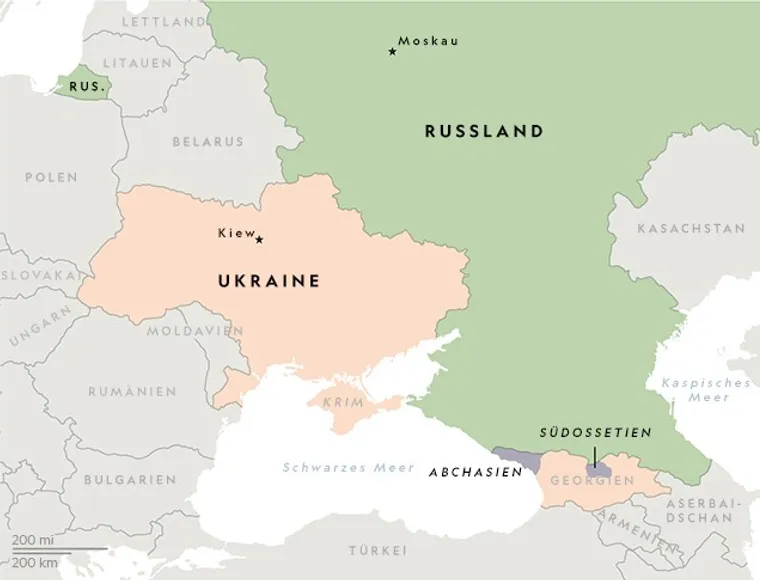 LETTLAND
Moskau
LITAUEN
RUS.
RUSSLAND
BELARUS
POLEN
KASACHSTAN
Kiew
SLOVAKAI
UKRAINE
UNGARN
MOLDAVIEN
Kaspisches
Meer
RUMÄNIEN
KRIM
SÜDOSSETIEN
Schwarzes Meer
ABCHASIEN
BULGARIEN
GEORGIEN
ASERBAI-
DSCHAN
ARMENIEN
200 mi
TÜRKEI
200 km